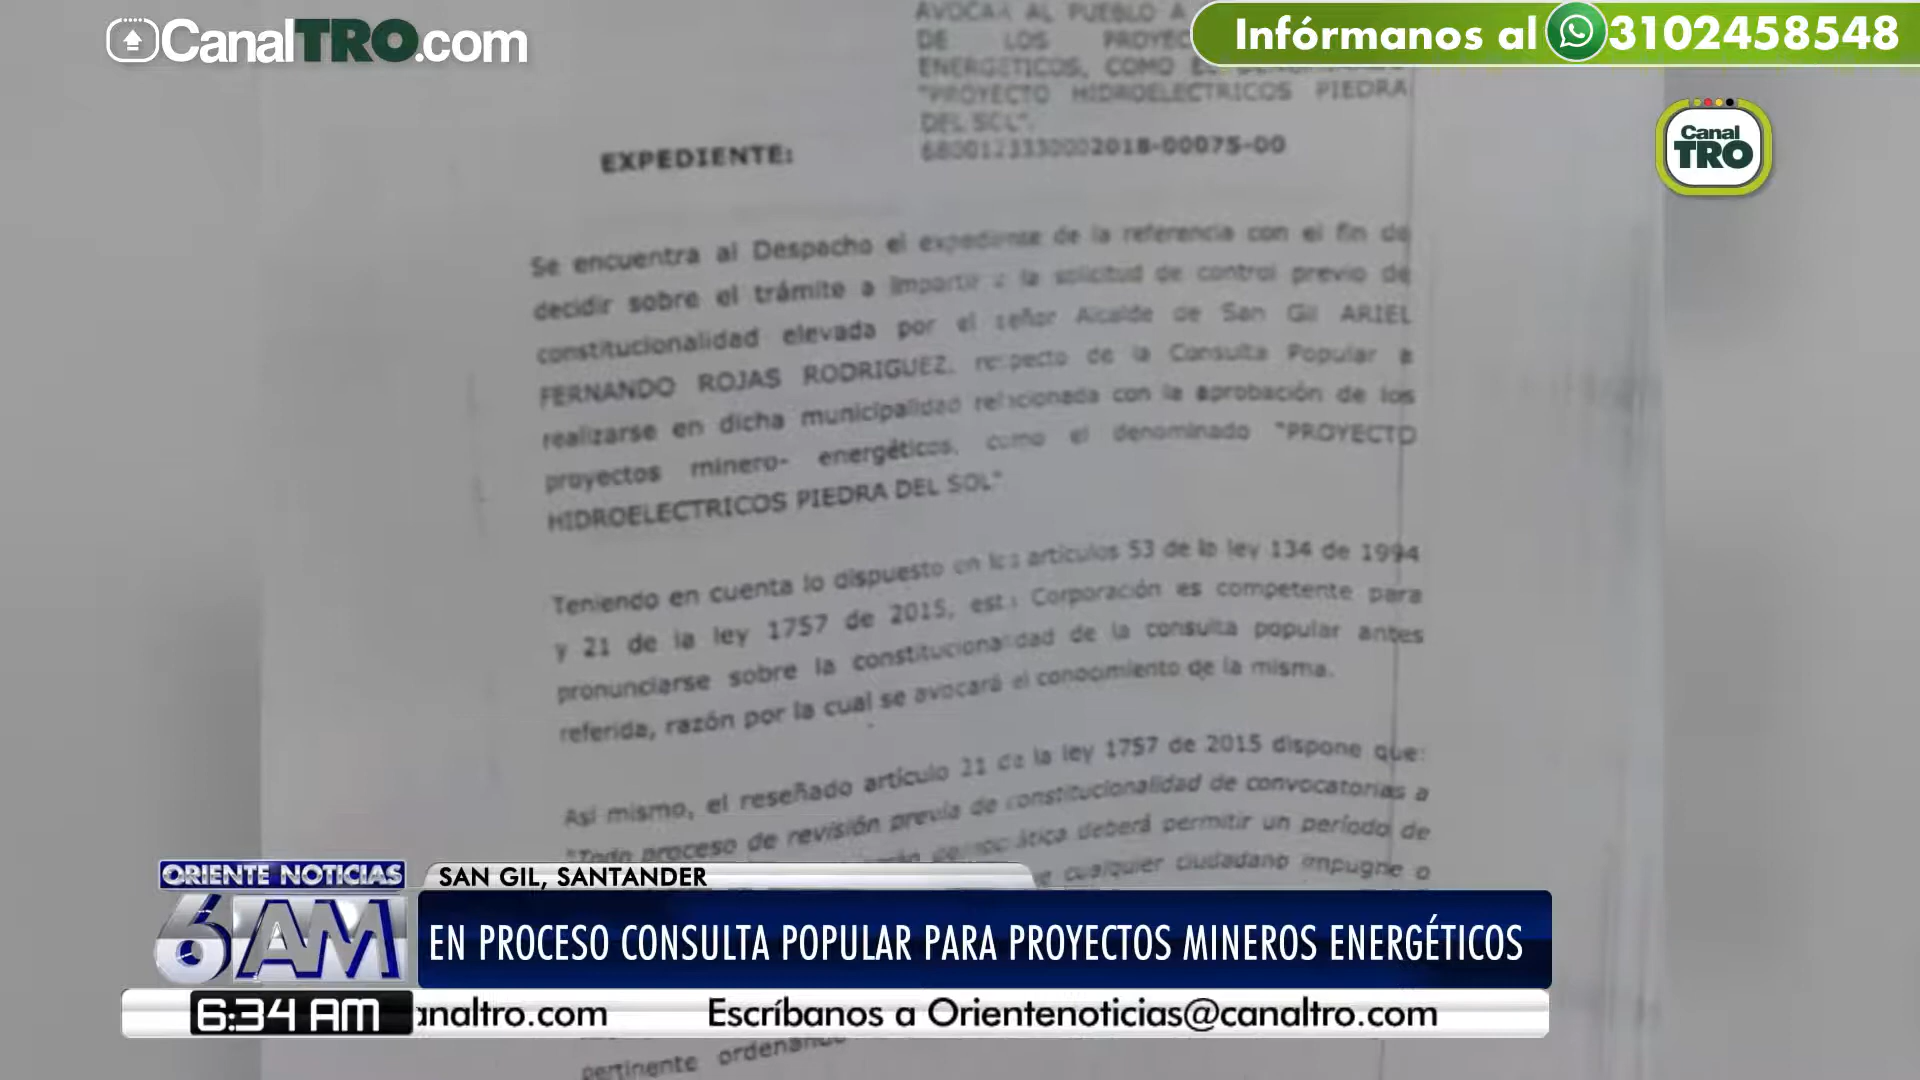 CanalTRO.com
Infórmanos al 3102458548
Canal
TRO
AVOCAR AL PUEBLO A
DE LOS
ENERGETICOS, COMO
"PROYECTO HIDROELECTRICOS PIEDRA
DEL SOL".
EXPEDIENTE: 6800123330002018-00075-00
Se encuentra al Despacho el expediente de la referencia con el fin de
decidir sobre el trámite a impartir a la solicitud de control previo de
constitucionalidad elevada por el señor Alcalde de San Gil ARIEL
FERNANDO ROJAS RODRIGUEZ, respecto de la Consulta Popular a
realizarse en dicha municipalidad relacionada con la aprobación de los
proyectos minero- energéticos, como el denominado "PROYECTO
HIDROELECTRICOS PIEDRA DEL SOL"
Teniendo en cuenta lo dispuesto en los artículos 53 de la ley 134 de 1994
y 21 de la ley 1757 de 2015, esta Corporación es competente para
pronunciarse sobre la constitucionalidad de la consulta popular antes
referida, razón por la cual se avocará el conocimiento de la misma.
Así mismo, el reseñado artículo 21 de la ley 1757 de 2015 dispone que:
"Todo proceso de revisión previa de constitucionalidad de convocatorias a
deberá permitir un período de
cualquier ciudadano impugne o
pertinente ordenando
ORIENTE NOTICIAS
6AM
SAN GIL, SANTANDER
EN PROCESO CONSULTA POPULAR PARA PROYECTOS MINEROS ENERGÉTICOS
6:34 AM
analtro.com Escríbanos a Orientenoticias@canaltro.com